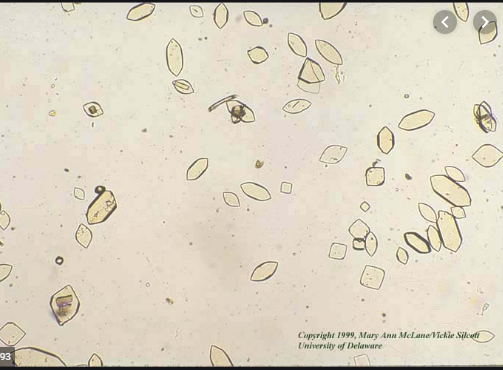 93
Copyright 1999, Mary Ann McLane/Vickie Silcott
University of Delaware